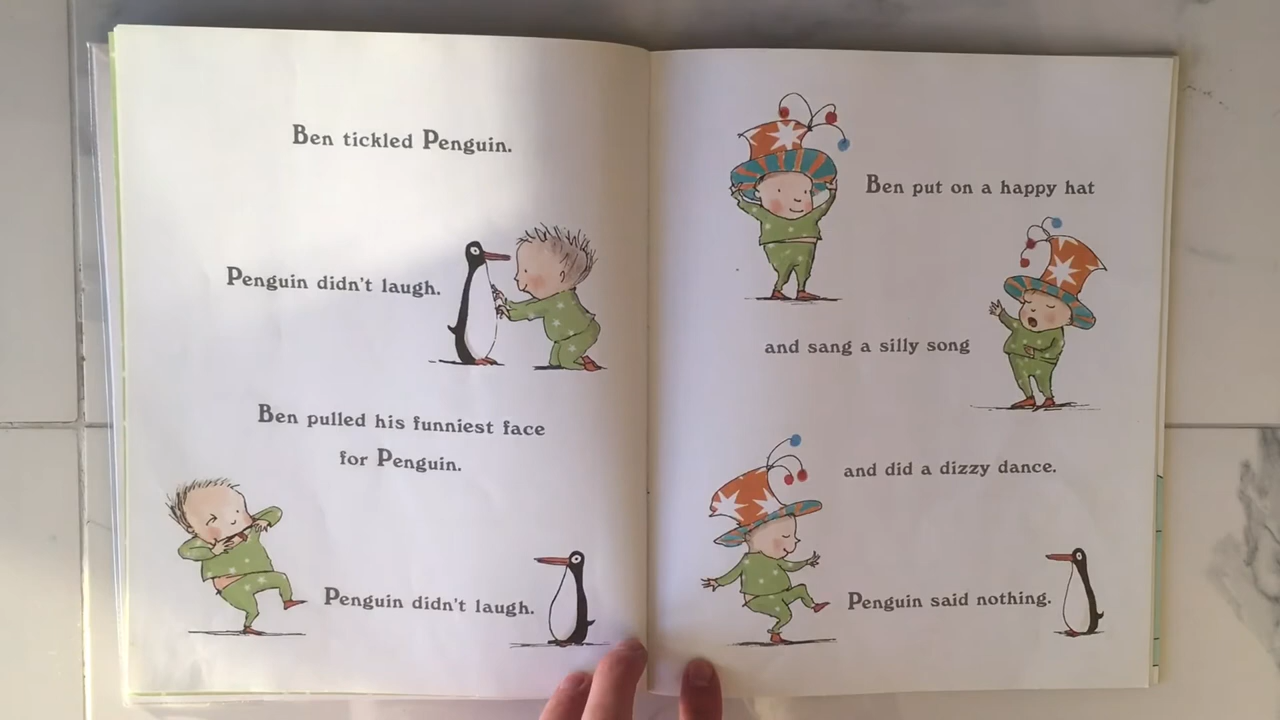 Ben tickled Penguin.
Penguin didn't laugh.
Ben pulled his funniest face
for Penguin.
Penguin didn't laugh.
Ben put on a happy hat
and sang a silly song
and did a dizzy dance.
Penguin said nothing.